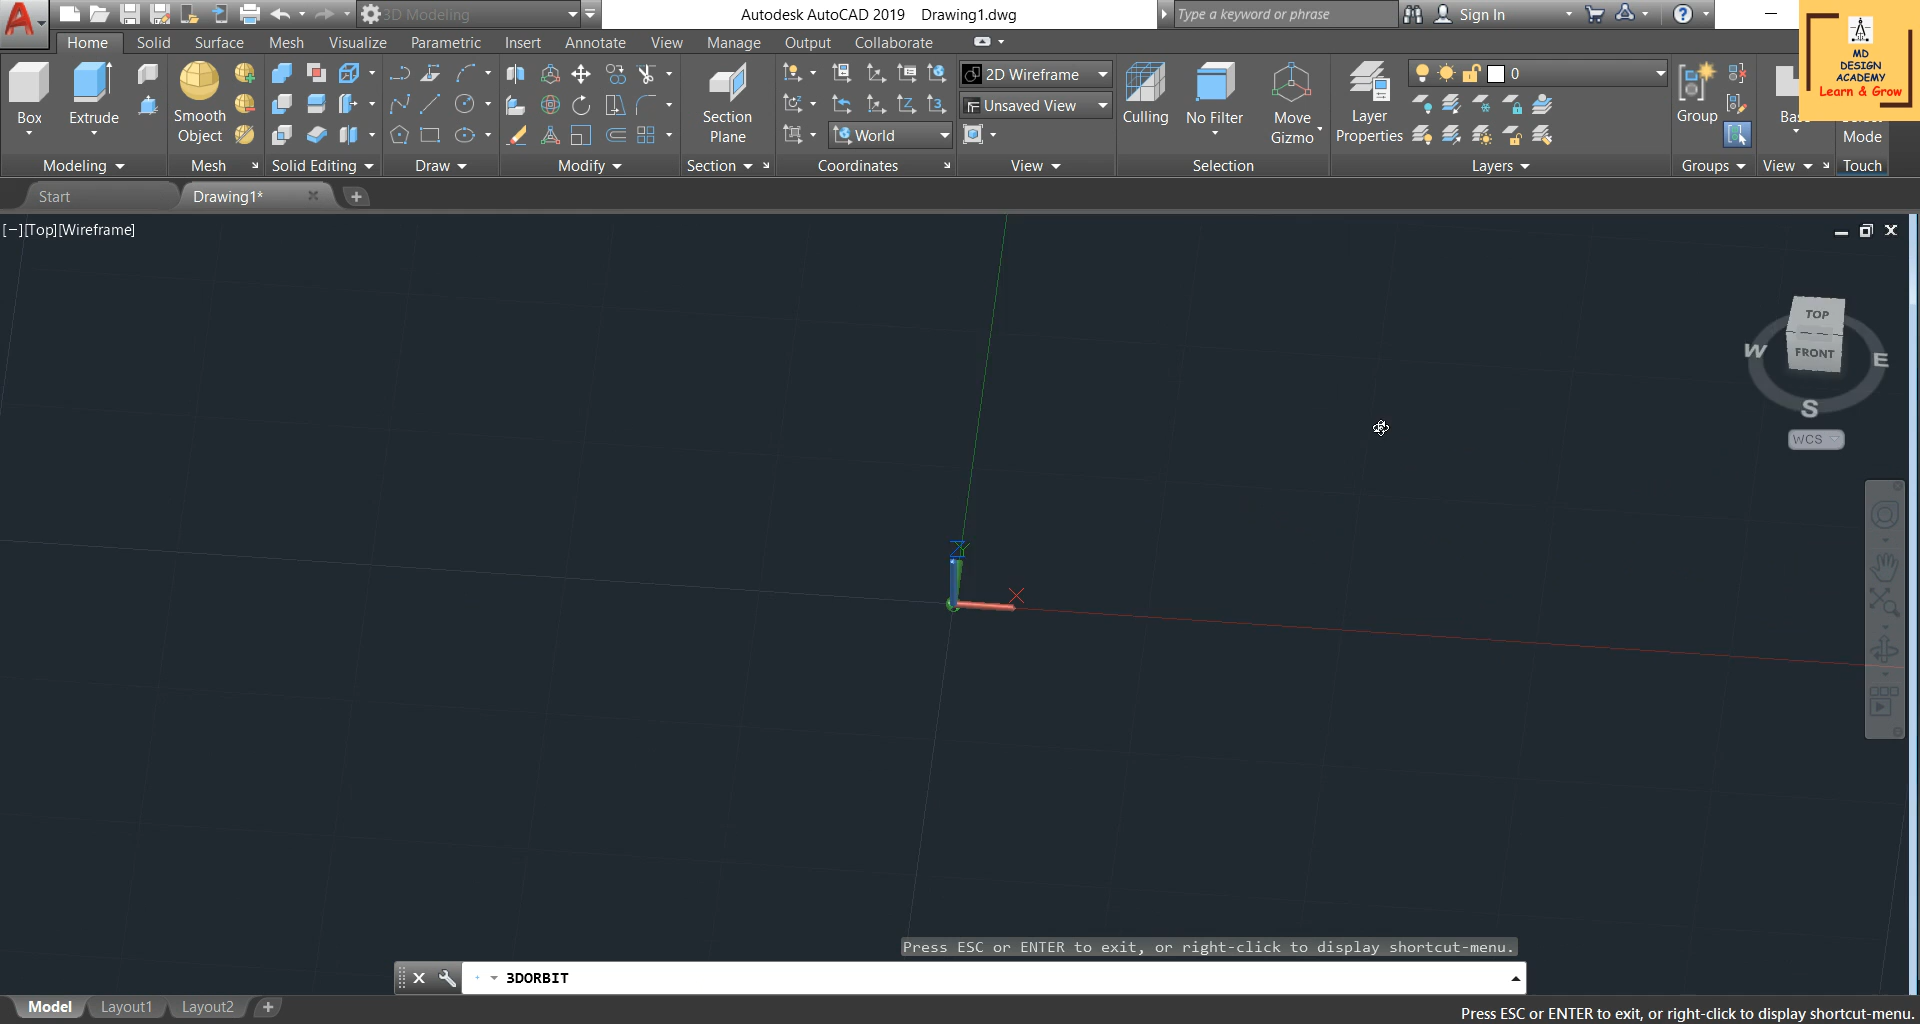 3D Modeling
Autodesk AutoCAD 2019 Drawing1.dwg
Type a keyword or phrase
Sign In
MD
DESIGN
ACADEMY
Learn & Grow
Home Solid Surface Mesh Visualize Parametric Insert Annotate View Manage Output Collaborate
Box
Extrude
Smooth
Object
Section
Plane
World
2D Wireframe
Unsaved View
Culling
No Filter
Move
Gizmo
Layer
Properties
0
Group
Mode
Modeling Mesh Solid Editing Draw Modify Section Coordinates View Selection Layers Groups View Touch
Start Drawing1*
[−][Top][Wireframe]
TOP
FRONT
W
E
S
WCS
Z
Y
X
Press ESC or ENTER to exit, or right-click to display shortcut-menu.
3DORBIT
Model Layout1 Layout2
Press ESC or ENTER to exit, or right-click to display shortcut-menu.